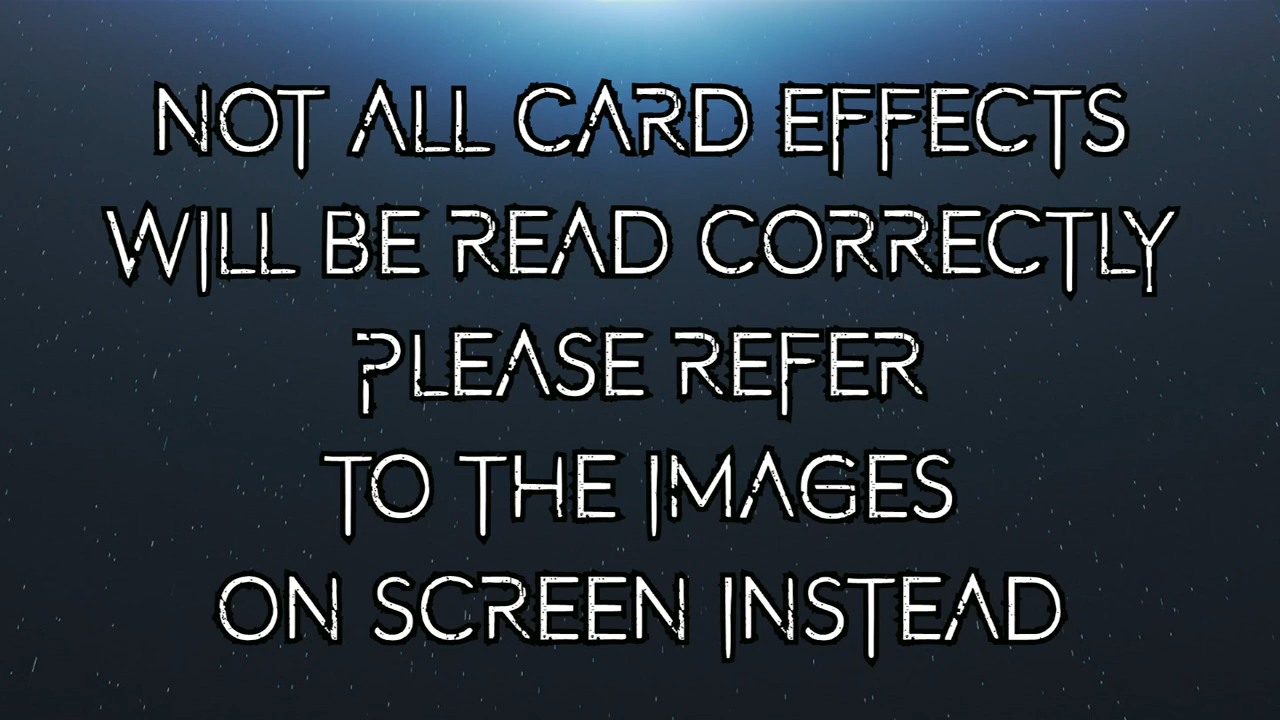 NOT ALL CARD EFFECTS
WILL BE READ CORRECTLY
PLEASE REFER
TO THE IMAGES
ON SCREEN INSTEAD